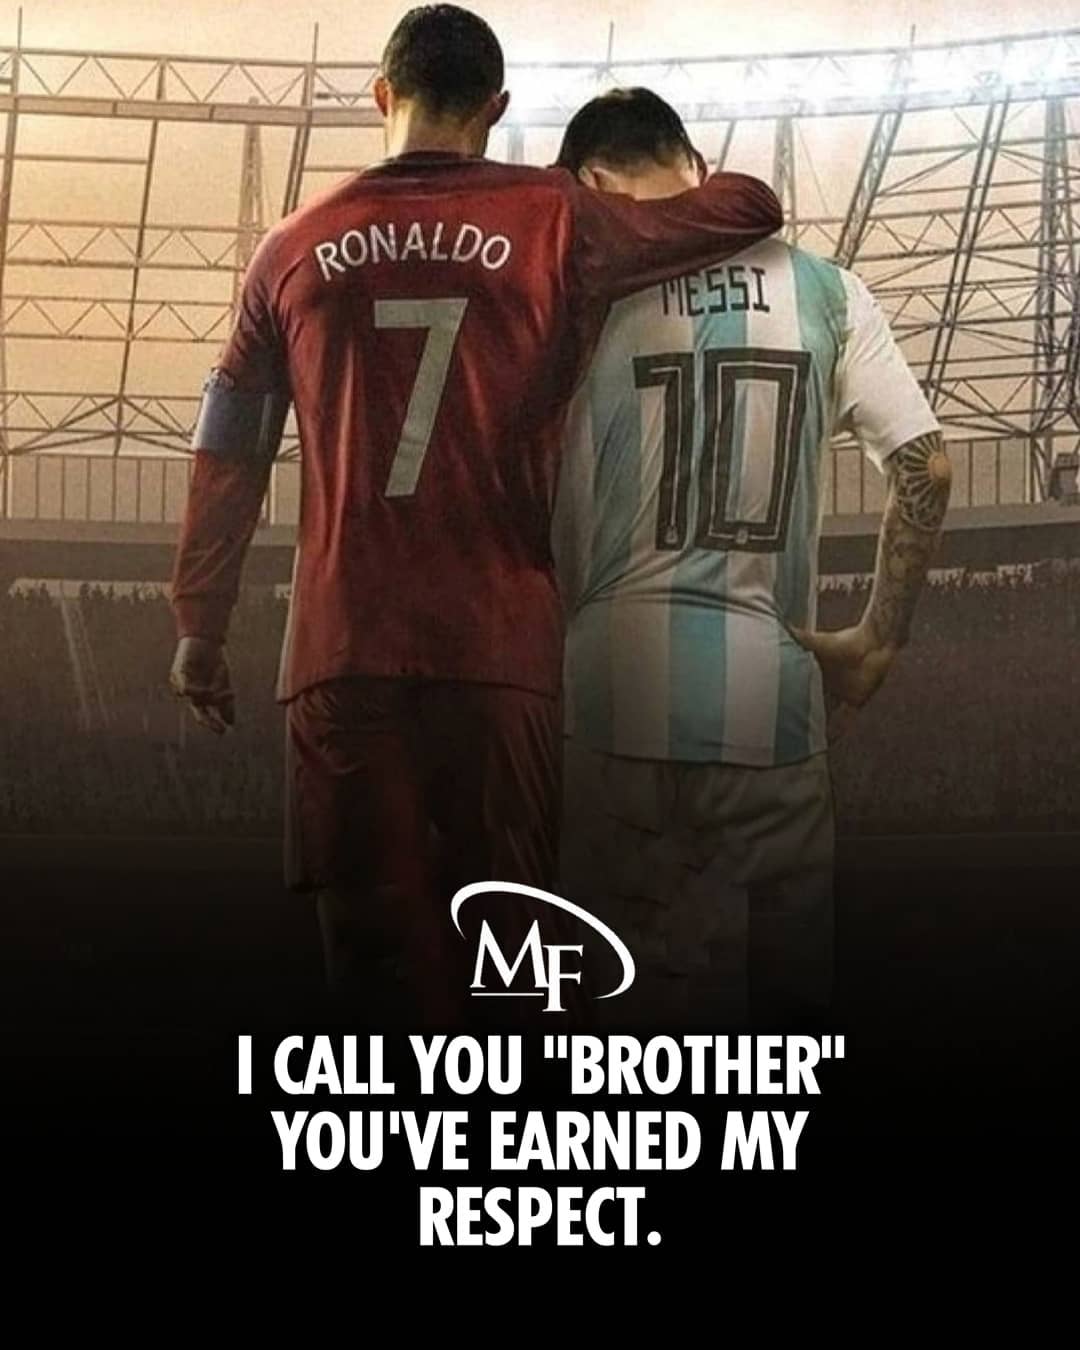 RONALDO
7
MESSI
10
MF
I CALL YOU "BROTHER"
YOU'VE EARNED MY
RESPECT.